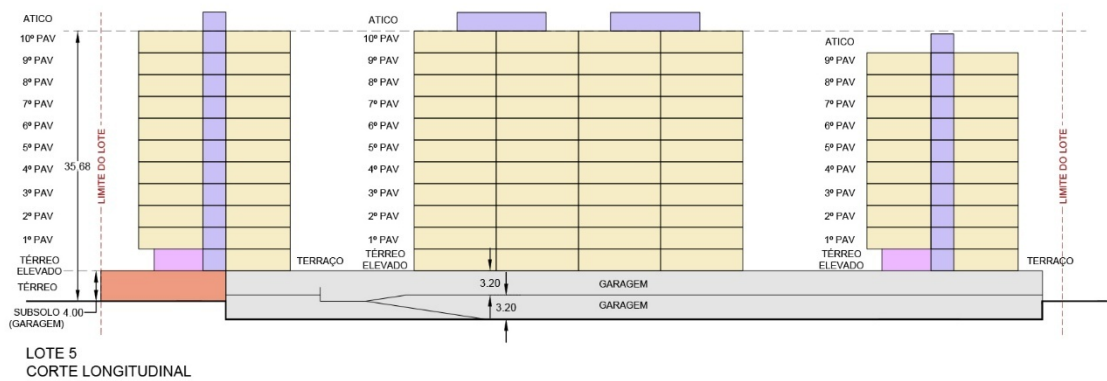 ATICO
10º PAV
9º PAV
8º PAV
7º PAV
6º PAV
5º PAV
4º PAV
3º PAV
2º PAV
1º PAV
TÉRREO
ELEVADO
TÉRREO
SUBSOLO 4.00
(GARAGEM)
35.68
LIMITE DO LOTE
TERRAÇO
ATICO
10º PAV
9º PAV
8º PAV
7º PAV
6º PAV
5º PAV
4º PAV
3º PAV
2º PAV
1º PAV
TÉRREO
ELEVADO
3.20
GARAGEM
3.20
GARAGEM
ATICO
9º PAV
8º PAV
7º PAV
6º PAV
5º PAV
4º PAV
3º PAV
2º PAV
1º PAV
TÉRREO
ELEVADO
TERRAÇO
LIMITE DO LOTE
LOTE 5
CORTE LONGITUDINAL